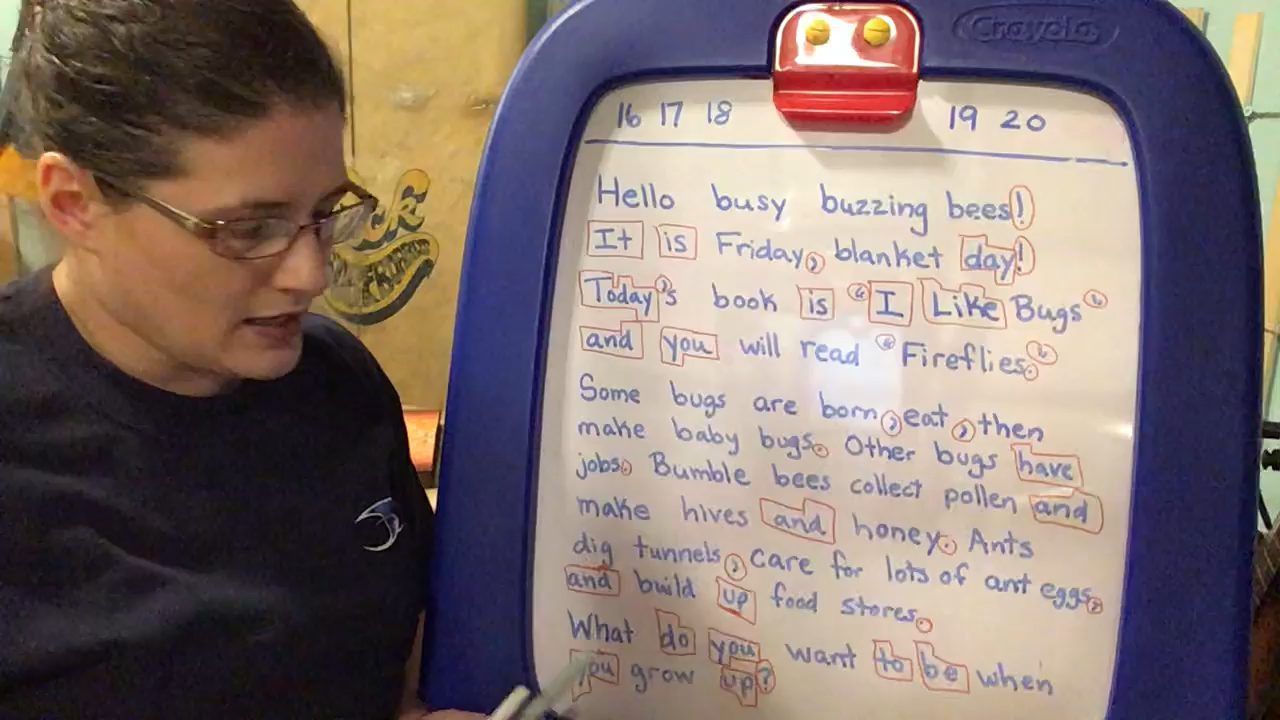 Crayola
16 17 18 19 20
Hello busy buzzing bees!
It is Friday, blanket day!
Today's book is "I Like Bugs"
and you will read "Fireflies."
Some bugs are born, eat, then
make baby bugs. Other bugs have
jobs. Bumble bees collect pollen and
make hives and honey. Ants
dig tunnels, care for lots of ant eggs,
and build up food stores.
What do you want to be when
you grow up?